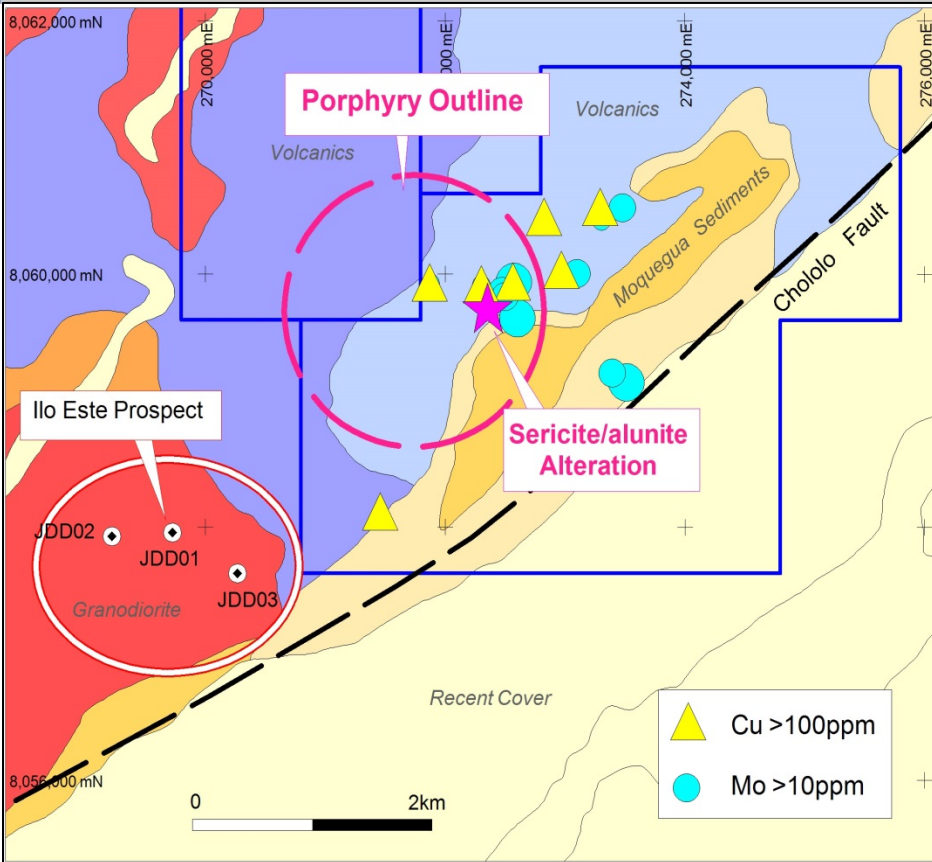 8,062,000 mN
270,000 mE
mE
274,000 mE
276,000 mE
Porphyry Outline
Volcanics
Volcanics
Moquegua Sediments
Chololo Fault
8,060,000 mN
Ilo Este Prospect
Sericite/alunite
Alteration
JDD02
JDD01
JDD03
Granodiorite
Recent Cover
8,056,000 mN
0
2km
Cu >100ppm
Mo >10ppm